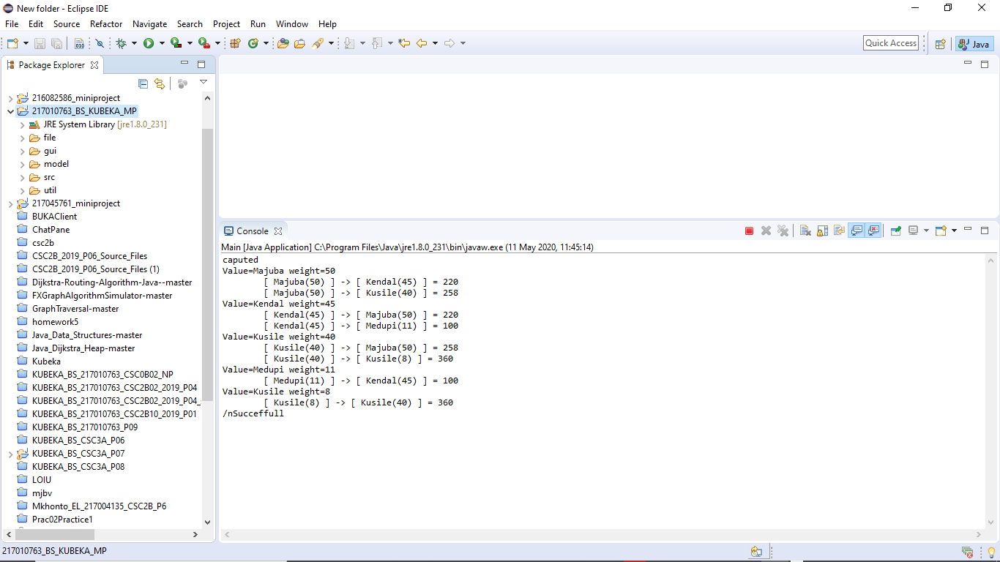 New folder - Eclipse IDE
File Edit Source Refactor Navigate Search Project Run Window Help
Quick Access
Java
Package Explorer
216082586_miniproject
217010763_BS_KUBEKA_MP
JRE System Library [jre1.8.0_231]
file
gui
model
src
util
217045761_miniproject
BUKAClient
ChatPane
csc2b
CSC2B_2019_P06_Source_Files
CSC2B_2019_P06_Source_Files (1)
Dijkstra-Routing-Algorithm-Java--master
FXGraphAlgorithmSimulator-master
GraphTraversal-master
homework5
Java_Data_Structures-master
Java_Dijkstra_Heap-master
Kubeka
KUBEKA_BS_217010763_CSC0B02_NP
KUBEKA_BS_217010763_CSC2B02_2019_P04
KUBEKA_BS_217010763_CSC2B02_2019_P04_
KUBEKA_BS_217010763_CSC2B10_2019_P01
KUBEKA_BS_217010763_P09
KUBEKA_BS_CSC3A_P06
KUBEKA_BS_CSC3A_P07
KUBEKA_BS_CSC3A_P08
LOIU
mjbv
Mkhonto_EL_217004135_CSC2B_P6
Prac02Practice1
Console
Main [Java Application] C:\Program Files\Java\jre1.8.0_231\bin\javaw.exe (11 May 2020, 11:45:14)
caputed
Value=Majuba weight=50
[ Majuba(50) ] -> [ Kendal(45) ] = 220
[ Majuba(50) ] -> [ Kusile(40) ] = 258
Value=Kendal weight=45
[ Kendal(45) ] -> [ Majuba(50) ] = 220
[ Kendal(45) ] -> [ Medupi(11) ] = 100
Value=Kusile weight=40
[ Kusile(40) ] -> [ Majuba(50) ] = 258
[ Kusile(40) ] -> [ Kusile(8) ] = 360
Value=Medupi weight=11
[ Medupi(11) ] -> [ Kendal(45) ] = 100
Value=Kusile weight=8
[ Kusile(8) ] -> [ Kusile(40) ] = 360
/nSucceffull
217010763_BS_KUBEKA_MP